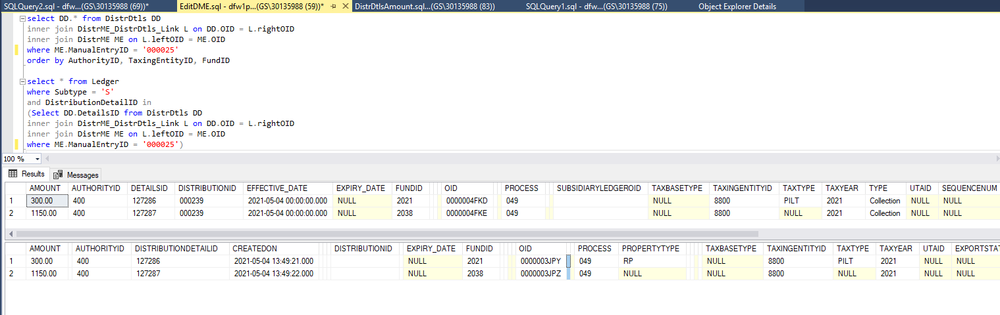 SQLQuery2.sql - dfw...(GS\30135988 (69))* EditDME.sql - dfw1p...(GS\30135988 (59))* DistrDtlsAmount.sql...(GS\30135988 (83)) SQLQuery1.sql - dfw...(GS\30135988 (75)) Object Explorer Details
select DD.* from DistrDtls DD
inner join DistrME_DistrDtls_Link L on DD.OID = L.rightOID
inner join DistrME ME on L.leftOID = ME.OID
where ME.ManualEntryID = '000025'
order by AuthorityID, TaxingEntityID, FundID
select * from Ledger
where Subtype = 'S'
and DistributionDetailID in
(Select DD.DetailsID from DistrDtls DD
inner join DistrME_DistrDtls_Link L on DD.OID = L.rightOID
inner join DistrME ME on L.leftOID = ME.OID
where ME.ManualEntryID = '000025')
100 %
Results Messages
AMOUNT AUTHORITYID DETAILSID DISTRIBUTIONID EFFECTIVE_DATE EXPIRY_DATE FUNDID OID PROCESS SUBSIDIARYLEDGEROID TAXBASETYPE TAXINGENTITYID TAXTYPE TAXYEAR TYPE UTAID SEQUENCENUM
1 300.00 400 127286 000239 2021-05-04 00:00:00.000 NULL 2021 0000004FKD 049 NULL 8800 PILT 2021 Collection NULL NULL
2 1150.00 400 127287 000239 2021-05-04 00:00:00.000 NULL 2038 0000004FKE 049 NULL 8800 NULL 2021 Collection NULL NULL
AMOUNT AUTHORITYID DISTRIBUTIONDETAILID CREATEDON DISTRIBUTIONID EXPIRY_DATE FUNDID OID PROCESS PROPERTYTYPE TAXBASETYPE TAXINGENTITYID TAXTYPE TAXYEAR UTAID EXPORTSTAT
1 300.00 400 127286 2021-05-04 13:49:21.000 NULL 2021 0000003JPY 049 RP NULL 8800 PILT 2021 NULL NULL
2 1150.00 400 127287 2021-05-04 13:49:22.000 NULL 2038 0000003JPZ 049 NULL NULL 8800 NULL 2021 NULL NULL